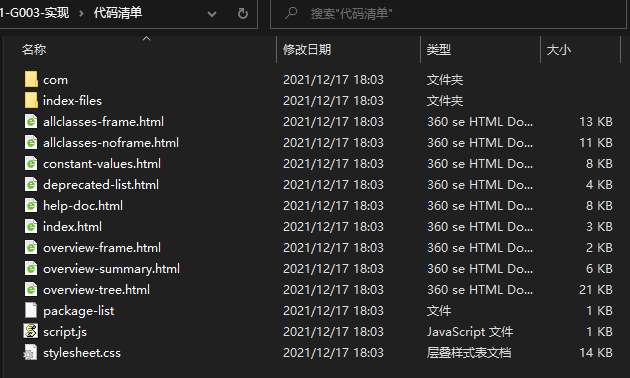 1-G003-实现 › 代码清单
搜索"代码清单"
名称 修改日期 类型 大小
com 2021/12/17 18:03 文件夹
index-files 2021/12/17 18:03 文件夹
allclasses-frame.html 2021/12/17 18:03 360 se HTML Do... 13 KB
allclasses-noframe.html 2021/12/17 18:03 360 se HTML Do... 11 KB
constant-values.html 2021/12/17 18:03 360 se HTML Do... 8 KB
deprecated-list.html 2021/12/17 18:03 360 se HTML Do... 4 KB
help-doc.html 2021/12/17 18:03 360 se HTML Do... 8 KB
index.html 2021/12/17 18:03 360 se HTML Do... 3 KB
overview-frame.html 2021/12/17 18:03 360 se HTML Do... 2 KB
overview-summary.html 2021/12/17 18:03 360 se HTML Do... 6 KB
overview-tree.html 2021/12/17 18:03 360 se HTML Do... 21 KB
package-list 2021/12/17 18:03 文件 1 KB
script.js 2021/12/17 18:03 JavaScript 文件 1 KB
stylesheet.css 2021/12/17 18:03 层叠样式表文档 14 KB